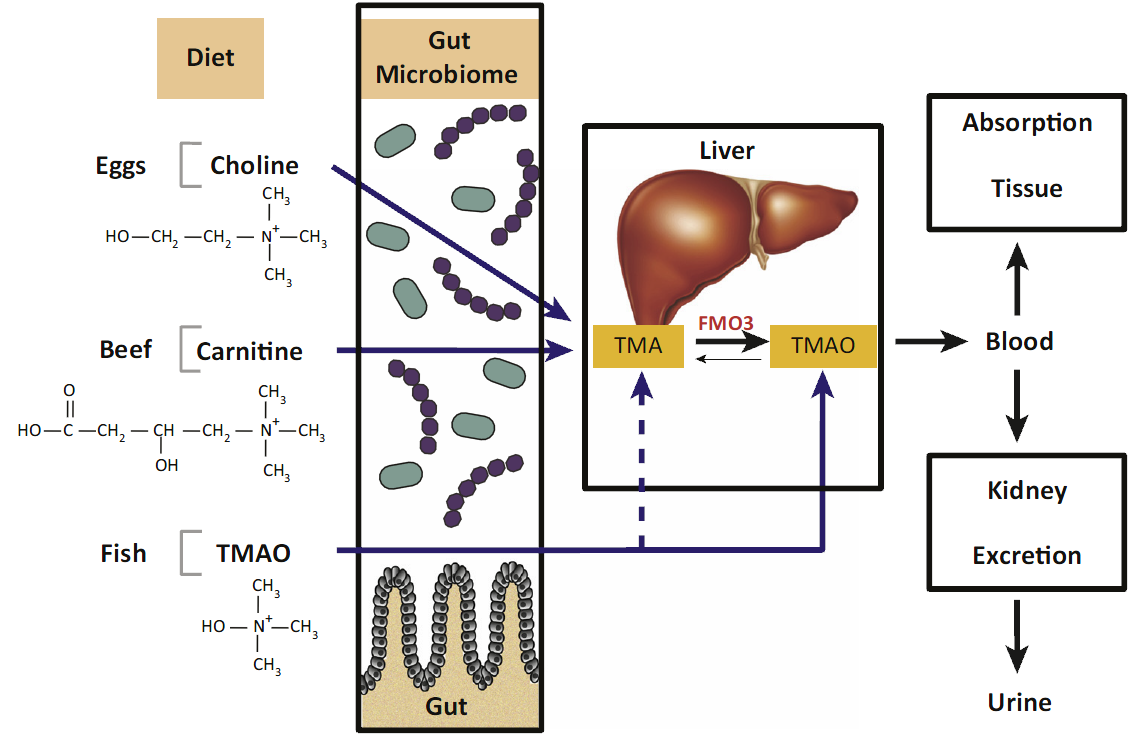 Diet
Gut
Microbiome
Eggs
Choline
CH3
HO—CH2—CH2—N+—CH3
CH3
Beef
Carnitine
O
CH3
HO—C—CH2—CH—CH2—N+—CH3
OH
CH3
Fish
TMAO
CH3
HO—N+—CH3
CH3
Gut
Liver
FMO3
TMA
TMAO
Absorption
Tissue
Blood
Kidney
Excretion
Urine